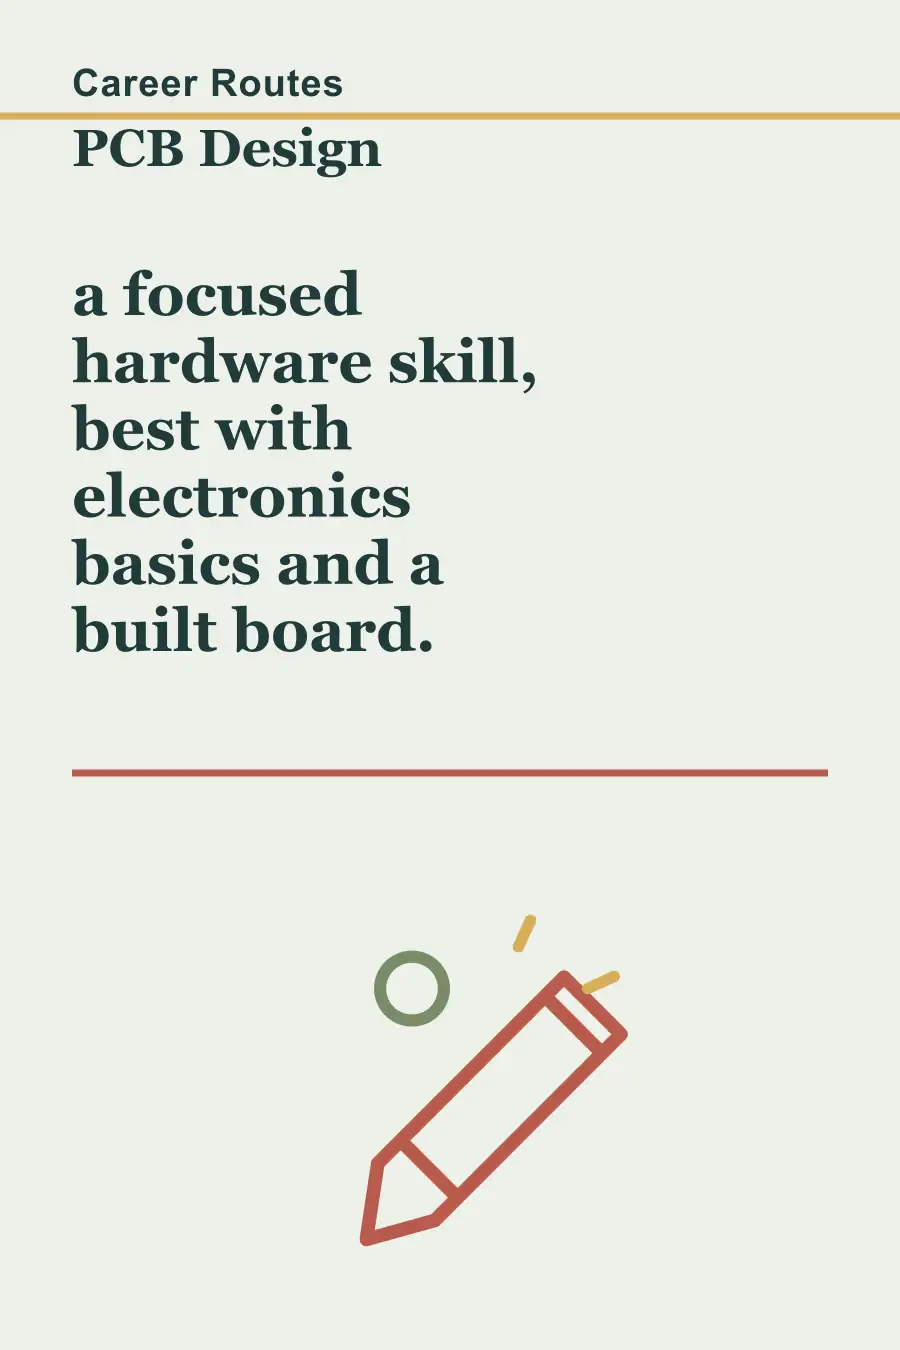 Career Routes
PCB Design
a focused
hardware skill,
best with
electronics
basics and a
built board.